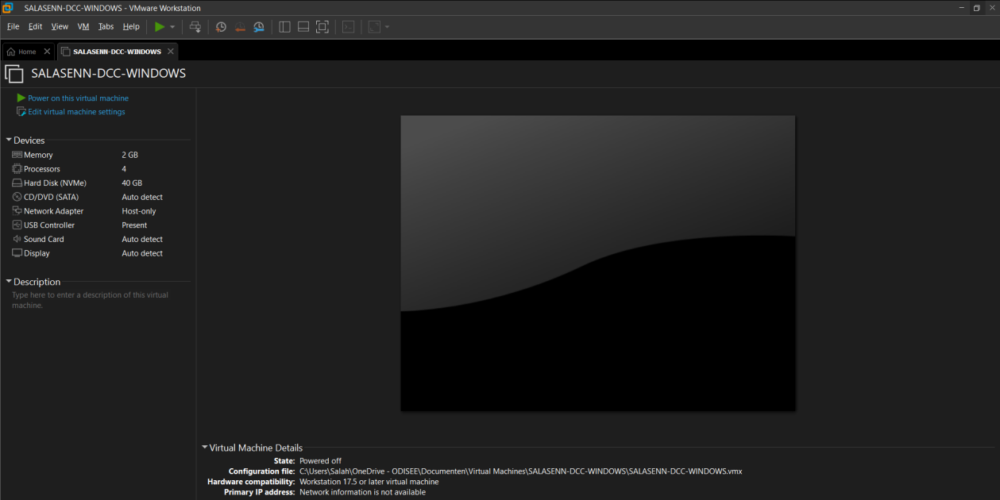 SALASENN-DCC-WINDOWS - VMware Workstation
File Edit View VM Tabs Help
Home SALASENN-DCC-WINDOWS
SALASENN-DCC-WINDOWS
Power on this virtual machine
Edit virtual machine settings
Devices
Memory 2 GB
Processors 4
Hard Disk (NVMe) 40 GB
CD/DVD (SATA) Auto detect
Network Adapter Host-only
USB Controller Present
Sound Card Auto detect
Display Auto detect
Description
Type here to enter a description of this virtual
machine.
Virtual Machine Details
State: Powered off
Configuration file: C:\Users\Salah\OneDrive - ODISEE\Documenten\Virtual Machines\SALASENN-DCC-WINDOWS\SALASENN-DCC-WINDOWS.vmx
Hardware compatibility: Workstation 17.5 or later virtual machine
Primary IP address: Network information is not available